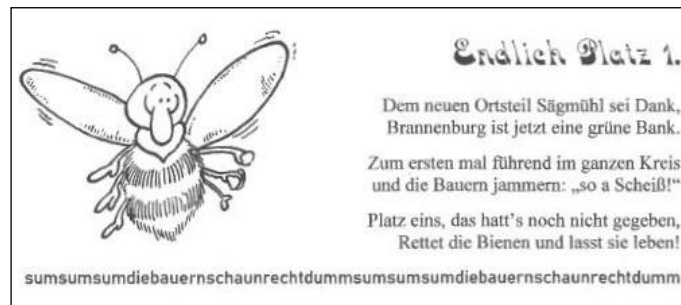 Endlich Platz 1.
Dem neuen Ortsteil Sägmühl sei Dank,
Brannenburg ist jetzt eine grüne Bank.
Zum ersten mal führend im ganzen Kreis
und die Bauern jammern: „so a Scheiß!“
Platz eins, das hatt's noch nicht gegeben,
Rettet die Bienen und lasst sie leben!
sumsumsumdiebauernschaunrechtdummsumsumsumdiebauernschaunrechtdumm